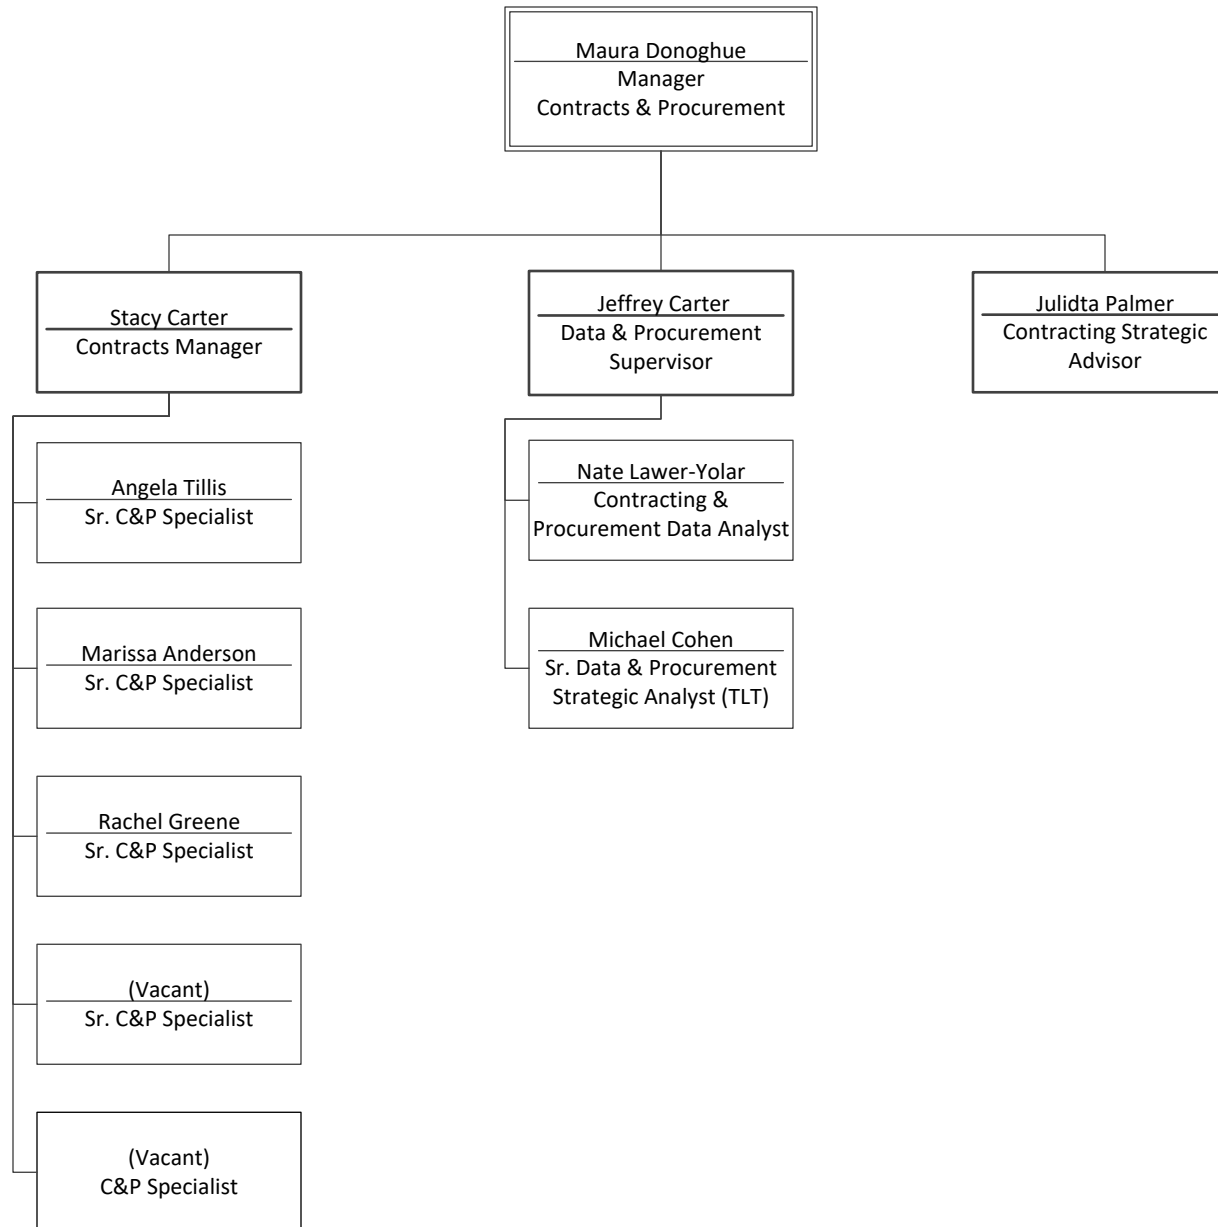 Maura Donoghue
Manager
Contracts & Procurement
Stacy Carter
Contracts Manager
Jeffrey Carter
Data & Procurement
Supervisor
Julidta Palmer
Contracting Strategic
Advisor
Angela Tillis
Sr. C&P Specialist
Nate Lawer-Yolar
Contracting &
Procurement Data Analyst
Marissa Anderson
Sr. C&P Specialist
Michael Cohen
Sr. Data & Procurement
Strategic Analyst (TLT)
Rachel Greene
Sr. C&P Specialist
(Vacant)
Sr. C&P Specialist
(Vacant)
C&P Specialist